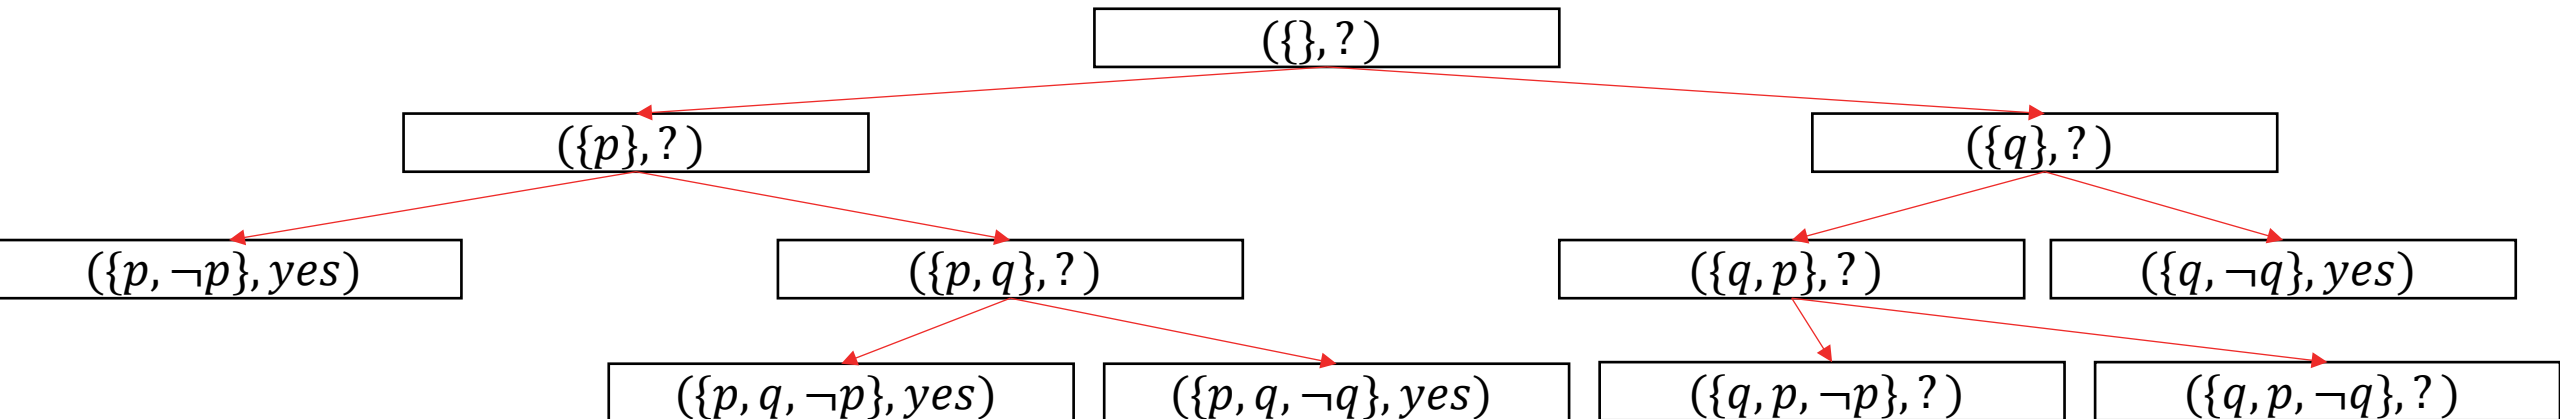 ({}, ?)
({p}, ?)
({q}, ?)
({p, ¬p}, yes)
({p, q}, ?)
({q, p}, ?)
({q, ¬q}, yes)
({p, q, ¬p}, yes)
({p, q, ¬q}, yes)
({q, p, ¬p}, ?)
({q, p, ¬q}, ?)